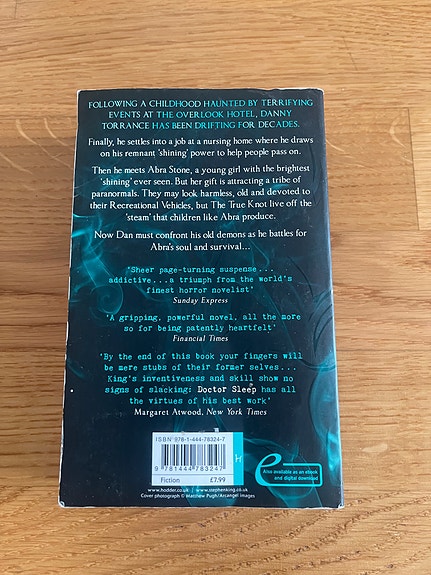 FOLLOWING A CHILDHOOD HAUNTED BY TERRIFYING
EVENTS AT THE OVERLOOK HOTEL, DANNY
TORRANCE HAS BEEN DRIFTING FOR DECADES.
Finally, he settles into a job at a nursing home where he draws
on his remnant 'shining' power to help people pass on.
Then he meets Abra Stone, a young girl with the brightest
'shining' ever seen. But her gift is attracting a tribe of
paranormals. They may look harmless, old and devoted to
their Recreational Vehicles, but The True Knot live off the
'steam' that children like Abra produce.
Now Dan must confront his old demons as he battles for
Abra's soul and survival...
'Sheer page-turning suspense...
addictive...a triumph from the world's
finest horror novelist'
Sunday Express
'A gripping, powerful novel, all the more
so for being patently heartfelt'
Financial Times
'By the end of this book your fingers will
be mere stubs of their former selves...
King's inventiveness and skill show no
signs of slacking: Doctor Sleep has all
the virtues of his best work'
Margaret Atwood, New York Times
ISBN 978-1-444-78324-7
9 781444 783247
H
Fiction £7.99
e
Also available as an ebook
and digital download
www.hodder.co.uk | www.stephenking.co.uk
Cover photograph © Matthew Pugh/Arcangel images